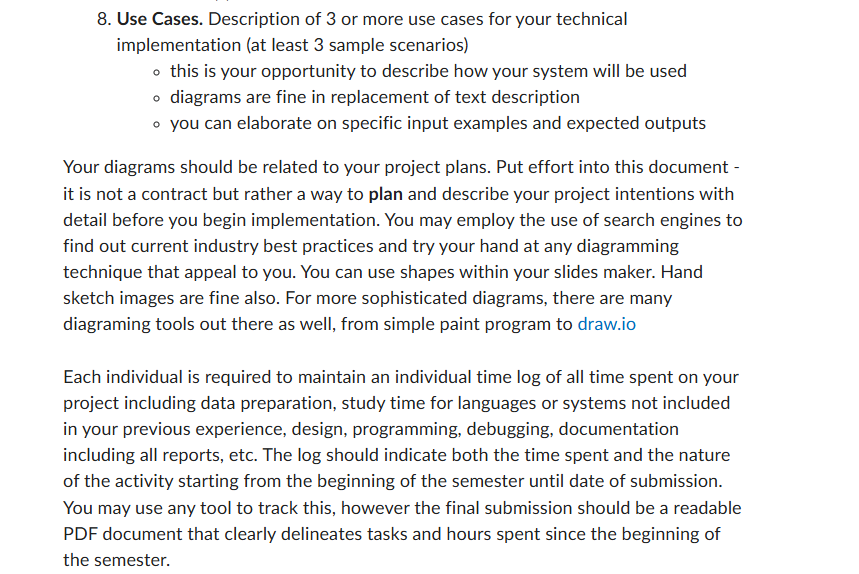 8. Use Cases. Description of 3 or more use cases for your technical
implementation (at least 3 sample scenarios)
◦ this is your opportunity to describe how your system will be used
◦ diagrams are fine in replacement of text description
◦ you can elaborate on specific input examples and expected outputs
Your diagrams should be related to your project plans. Put effort into this document -
it is not a contract but rather a way to plan and describe your project intentions with
detail before you begin implementation. You may employ the use of search engines to
find out current industry best practices and try your hand at any diagramming
technique that appeal to you. You can use shapes within your slides maker. Hand
sketch images are fine also. For more sophisticated diagrams, there are many
diagraming tools out there as well, from simple paint program to draw.io
Each individual is required to maintain an individual time log of all time spent on your
project including data preparation, study time for languages or systems not included
in your previous experience, design, programming, debugging, documentation
including all reports, etc. The log should indicate both the time spent and the nature
of the activity starting from the beginning of the semester until date of submission.
You may use any tool to track this, however the final submission should be a readable
PDF document that clearly delineates tasks and hours spent since the beginning of
the semester.